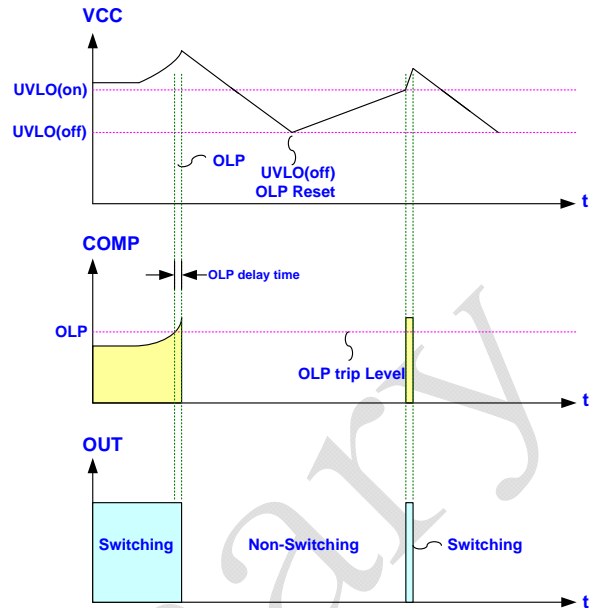 VCC
UVLO(on)
UVLO(off)
OLP
UVLO(off)
OLP Reset
t
COMP
OLP delay time
OLP
OLP trip Level
t
OUT
Switching
Non-Switching
Switching
t
ary